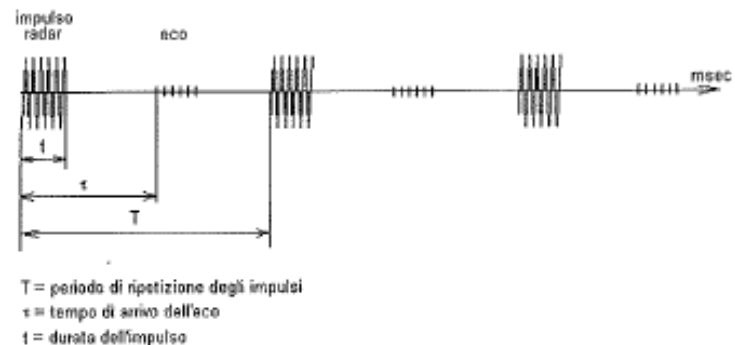 impulso
radar
eco
msec
t
τ
T
T = periodo di ripetizione degli impulsi
τ = tempo di arrivo dell'eco
t = durata dell'impulso